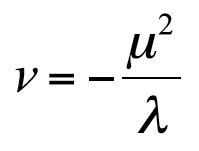 ν = −μ²/λ